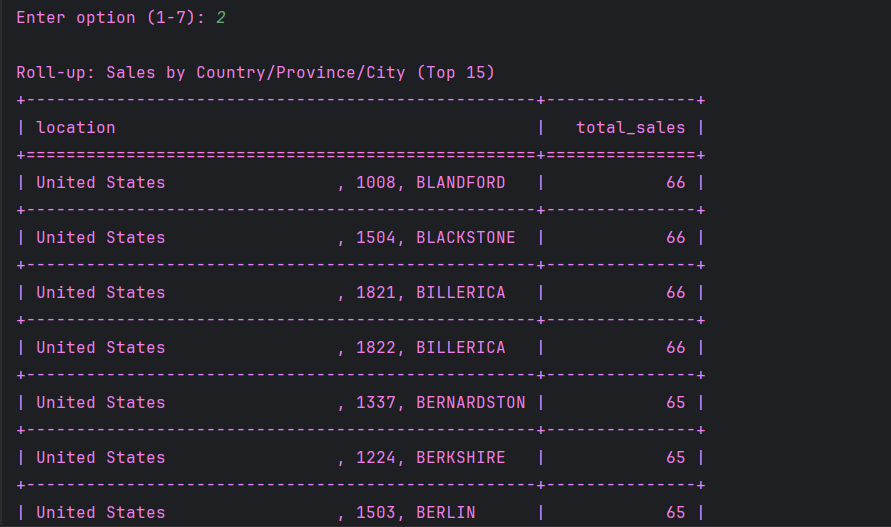 Enter option (1-7): 2
Roll-up: Sales by Country/Province/City (Top 15)
+---------------------------------------------------+---------------+
| location                                          |   total_sales |
+===================================================+===============+
| United States                 , 1008, BLANDFORD   |            66 |
+---------------------------------------------------+---------------+
| United States                 , 1504, BLACKSTONE  |            66 |
+---------------------------------------------------+---------------+
| United States                 , 1821, BILLERICA   |            66 |
+---------------------------------------------------+---------------+
| United States                 , 1822, BILLERICA   |            66 |
+---------------------------------------------------+---------------+
| United States                 , 1337, BERNARDSTON |            65 |
+---------------------------------------------------+---------------+
| United States                 , 1224, BERKSHIRE   |            65 |
+---------------------------------------------------+---------------+
| United States                 , 1503, BERLIN      |            65 |